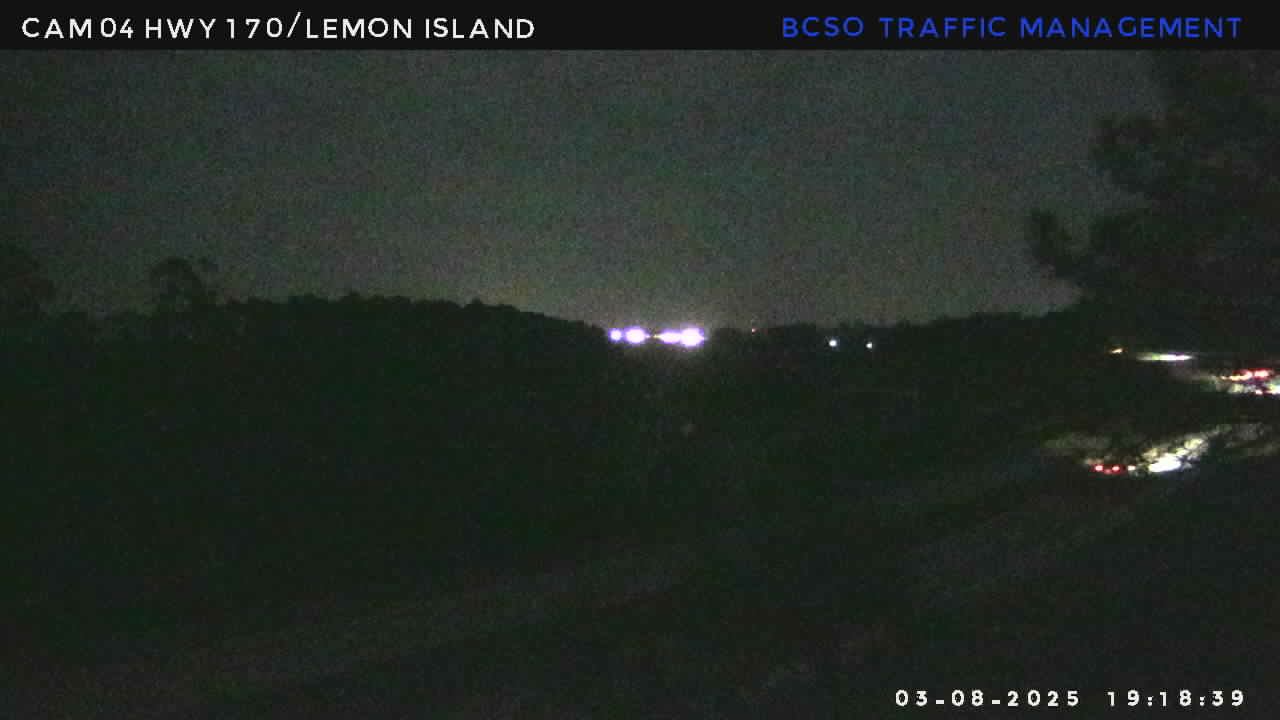 CAM04 HWY 170/LEMON ISLAND
BCSO TRAFFIC MANAGEMENT
03-08-2025 19:18:39